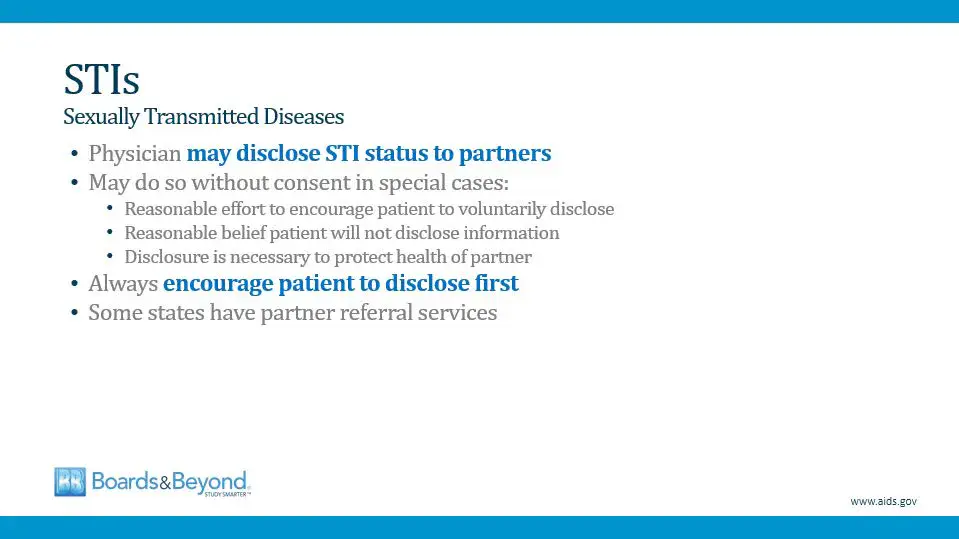 STIs
Sexually Transmitted Diseases
• Physician may disclose STI status to partners
• May do so without consent in special cases:
• Reasonable effort to encourage patient to voluntarily disclose
• Reasonable belief patient will not disclose information
• Disclosure is necessary to protect health of partner
• Always encourage patient to disclose first
• Some states have partner referral services
Boards&Beyond
STUDY SMARTER™
www.aids.gov